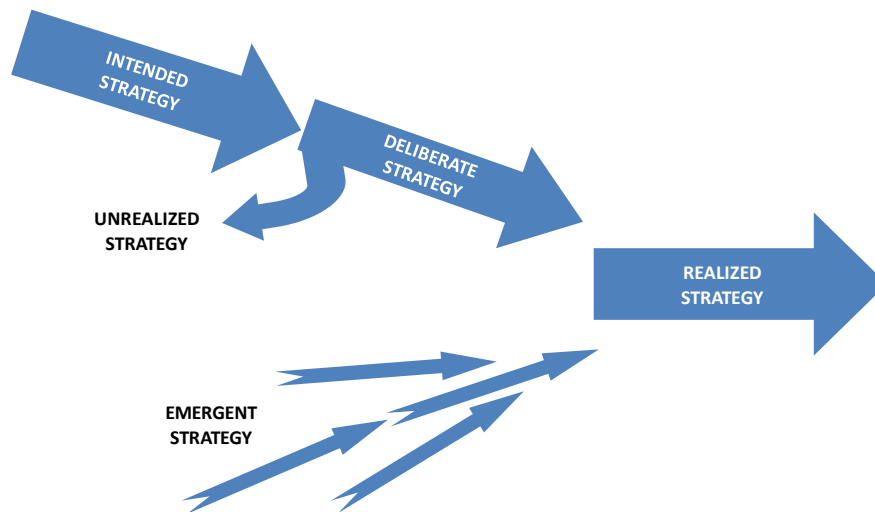 INTENDED
STRATEGY
DELIBERATE
STRATEGY
UNREALIZED
STRATEGY
REALIZED
STRATEGY
EMERGENT
STRATEGY